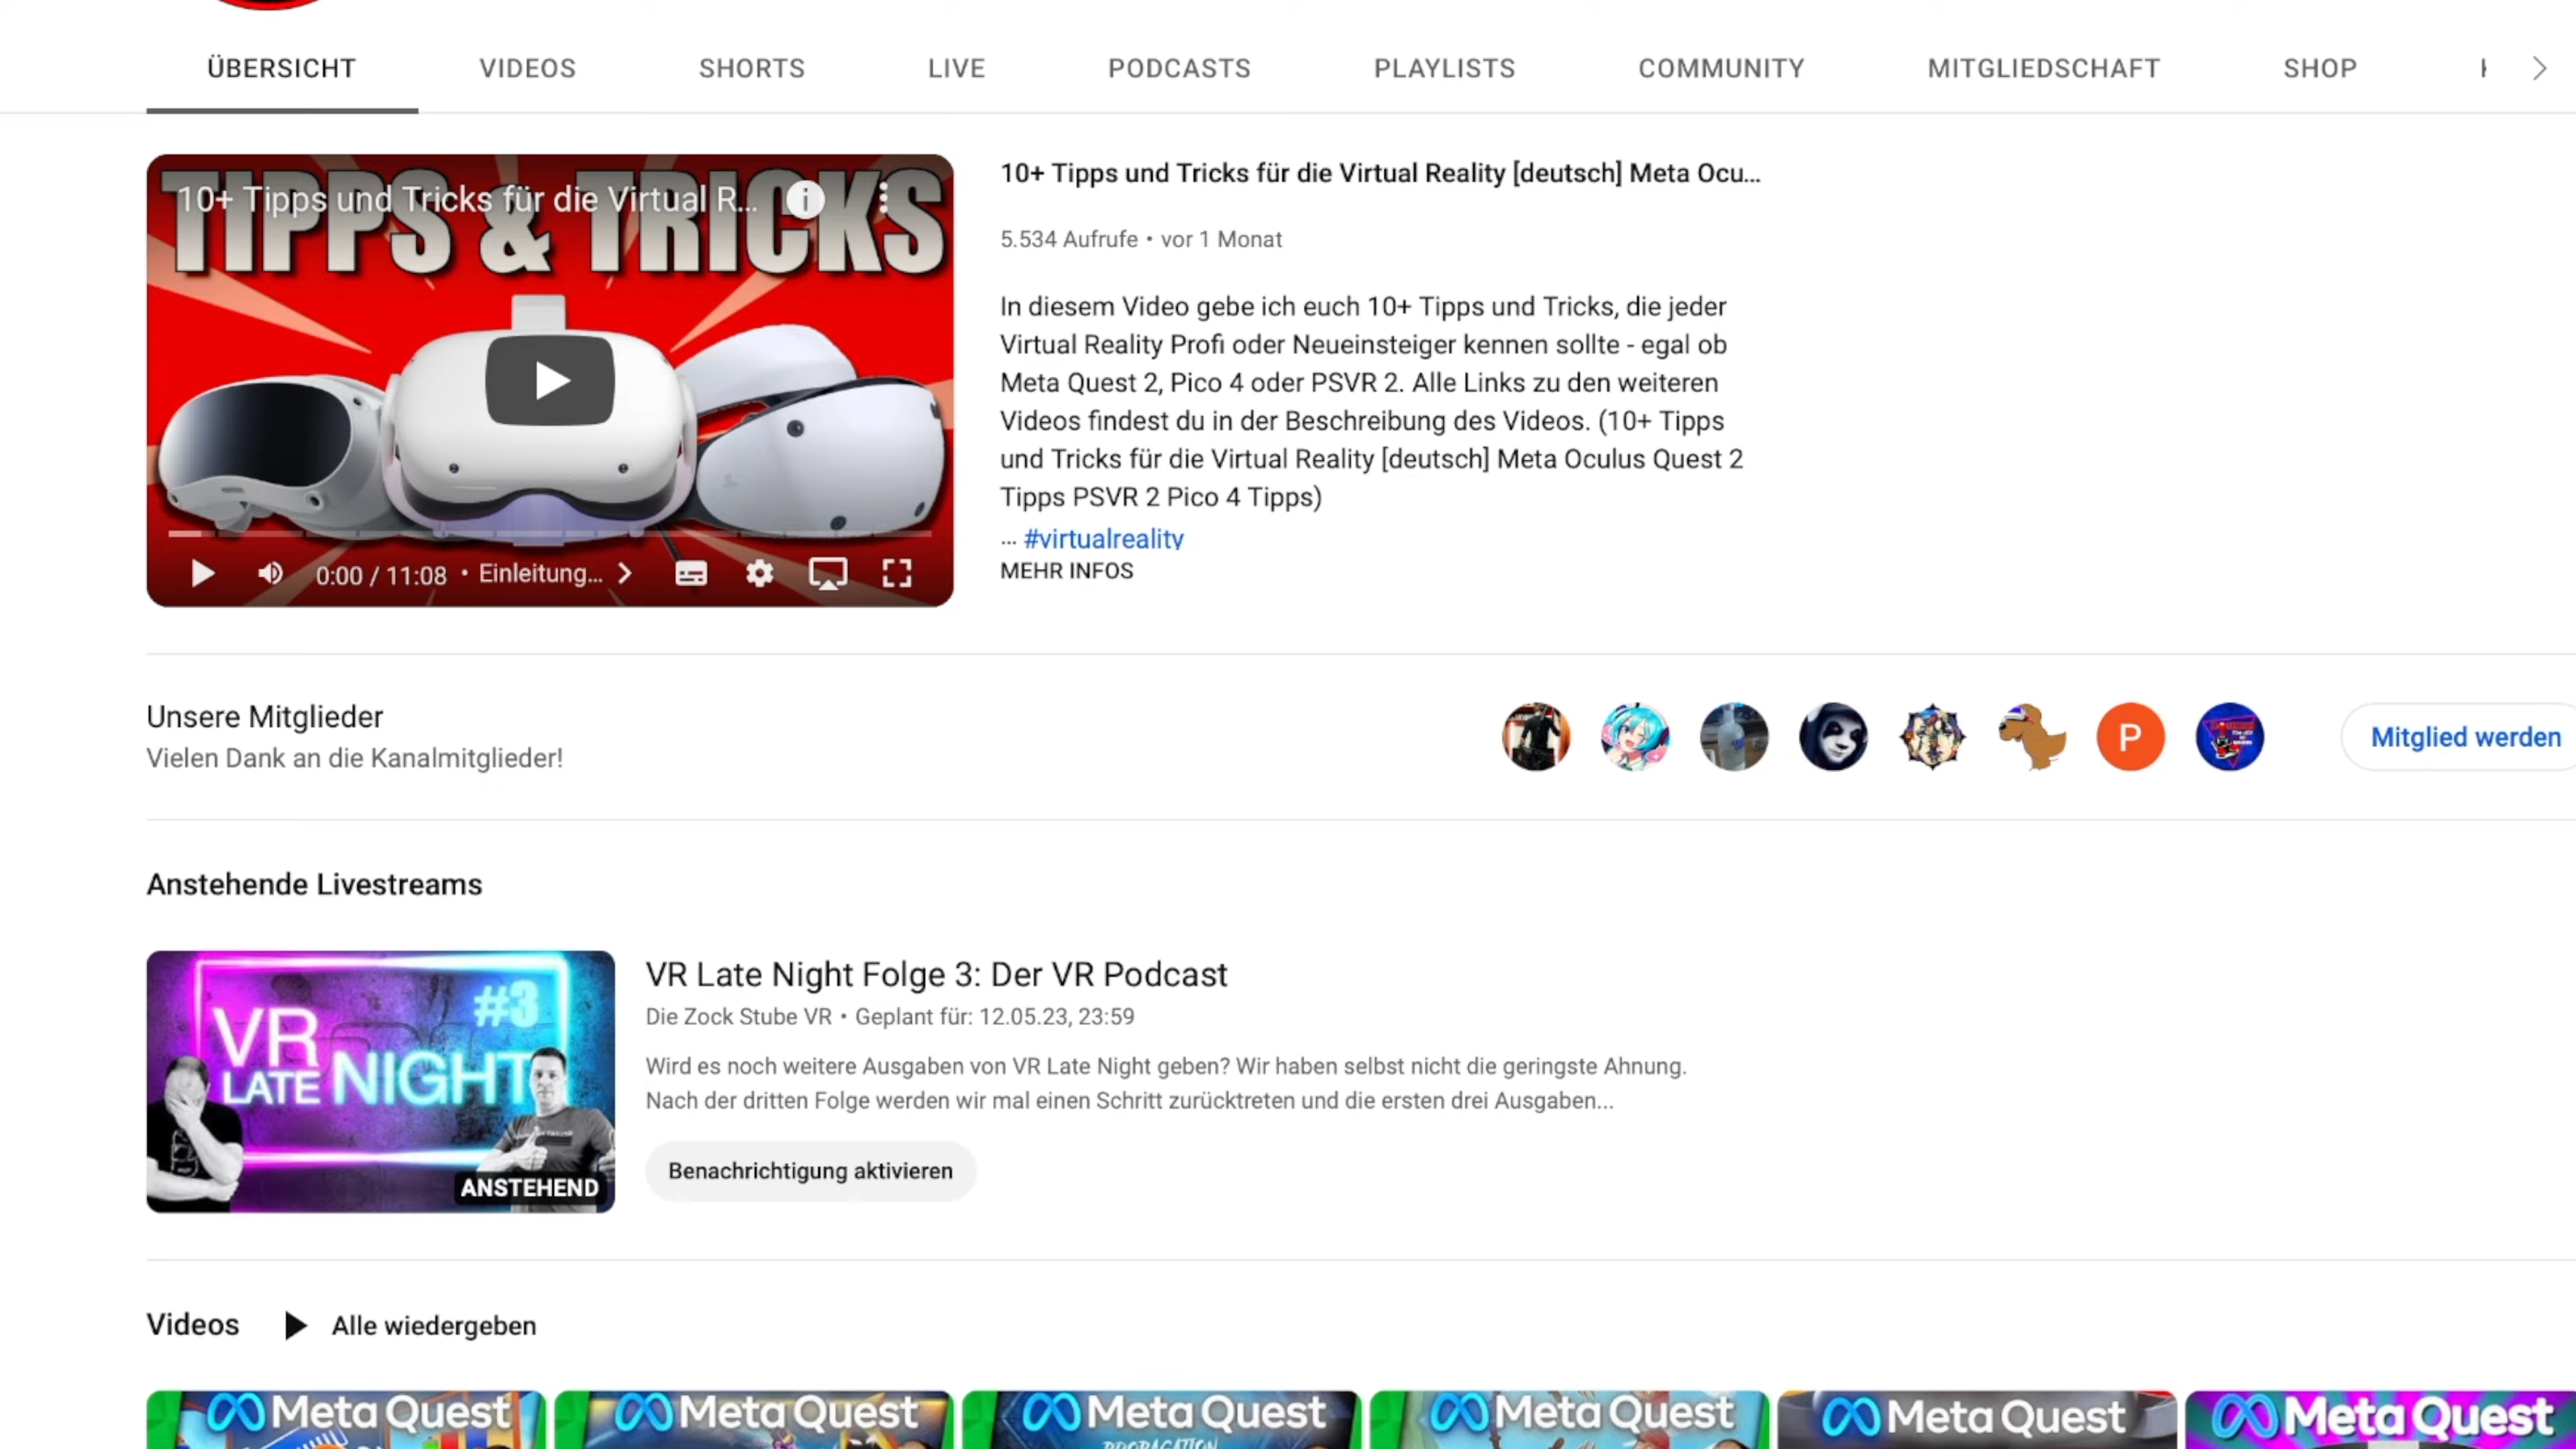 ÜBERSICHT VIDEOS SHORTS LIVE PODCASTS PLAYLISTS COMMUNITY MITGLIEDSCHAFT SHOP
TIPPS & TRICKS
10+ Tipps und Tricks für die Virtual R...
0:00 / 11:08 • Einleitung...
10+ Tipps und Tricks für die Virtual Reality [deutsch] Meta Ocu...
5.534 Aufrufe • vor 1 Monat
In diesem Video gebe ich euch 10+ Tipps und Tricks, die jeder
Virtual Reality Profi oder Neueinsteiger kennen sollte - egal ob
Meta Quest 2, Pico 4 oder PSVR 2. Alle Links zu den weiteren
Videos findest du in der Beschreibung des Videos. (10+ Tipps
und Tricks für die Virtual Reality [deutsch] Meta Oculus Quest 2
Tipps PSVR 2 Pico 4 Tipps)
... #virtualreality
MEHR INFOS
Unsere Mitglieder
Vielen Dank an die Kanalmitglieder!
P
Mitglied werden
Anstehende Livestreams
#3
VR
LATE NIGHT
ANSTEHEND
VR Late Night Folge 3: Der VR Podcast
Die Zock Stube VR • Geplant für: 12.05.23, 23:59
Wird es noch weitere Ausgaben von VR Late Night geben? Wir haben selbst nicht die geringste Ahnung.
Nach der dritten Folge werden wir mal einen Schritt zurücktreten und die ersten drei Ausgaben...
Benachrichtigung aktivieren
Videos Alle wiedergeben
Meta Quest Meta Quest Meta Quest Meta Quest Meta Quest Meta Quest
PROPAGATION